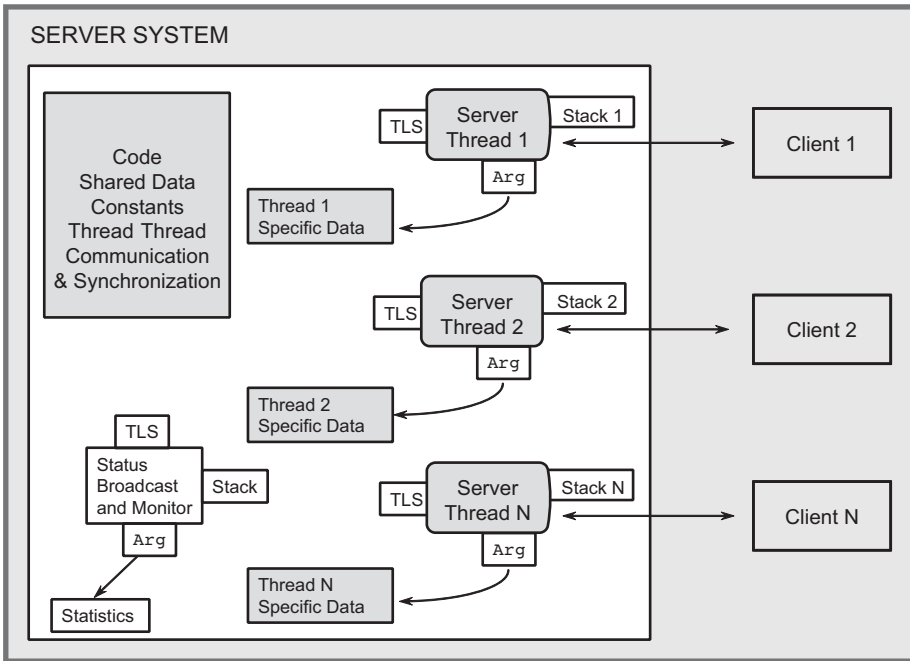 SERVER SYSTEM
Code
Shared Data
Constants
Thread Thread
Communication
& Synchronization
TLS
Server
Thread 1
Stack 1
Arg
Thread 1
Specific Data
Client 1
TLS
Server
Thread 2
Stack 2
Arg
Thread 2
Specific Data
Client 2
TLS
Status
Broadcast
and Monitor
Stack
Arg
Statistics
TLS
Server
Thread N
Stack N
Arg
Thread N
Specific Data
Client N